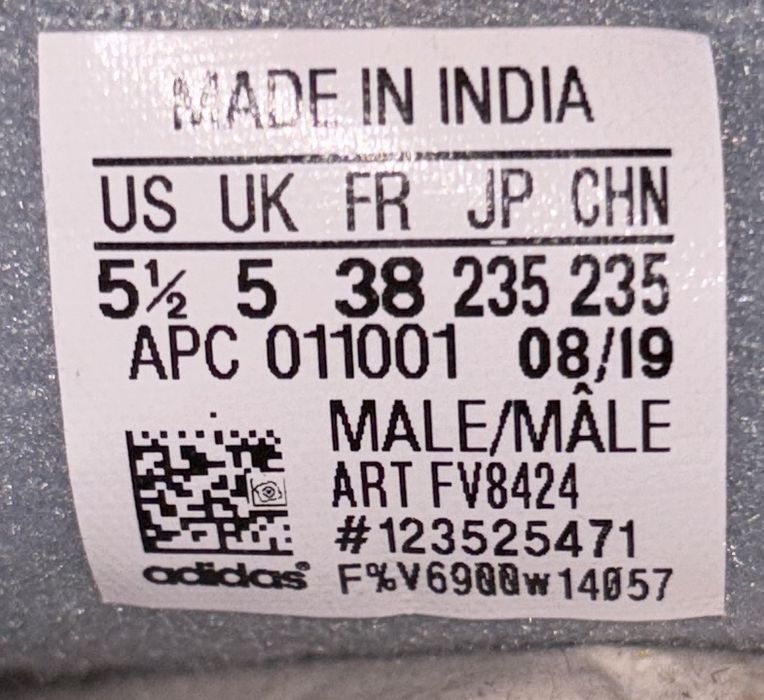 MADE IN INDIA
US UK FR JP CHN
5½ 5 38 235 235
APC 011001 08/19
MALE/MÂLE
ART FV8424
#123525471
adidas® F%V6900w14057